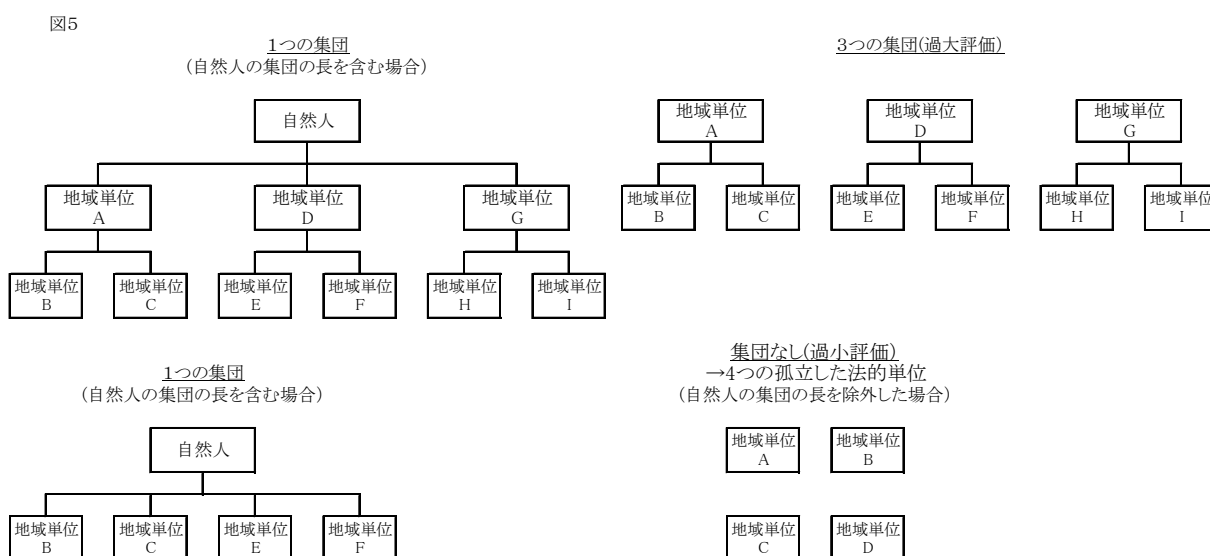 図5
1つの集団
(自然人の集団の長を含む場合)
自然人
地域単位
A
地域単位
D
地域単位
G
地域単位
B
地域単位
C
地域単位
E
地域単位
F
地域単位
H
地域単位
I
3つの集団(過大評価)
地域単位
A
地域単位
D
地域単位
G
地域単位
B
地域単位
C
地域単位
E
地域単位
F
地域単位
H
地域単位
I
1つの集団
(自然人の集団の長を含む場合)
自然人
地域単位
B
地域単位
C
地域単位
E
地域単位
F
集団なし(過小評価)
→4つの孤立した法的単位
(自然人の集団の長を除外した場合)
地域単位
A
地域単位
B
地域単位
C
地域単位
D